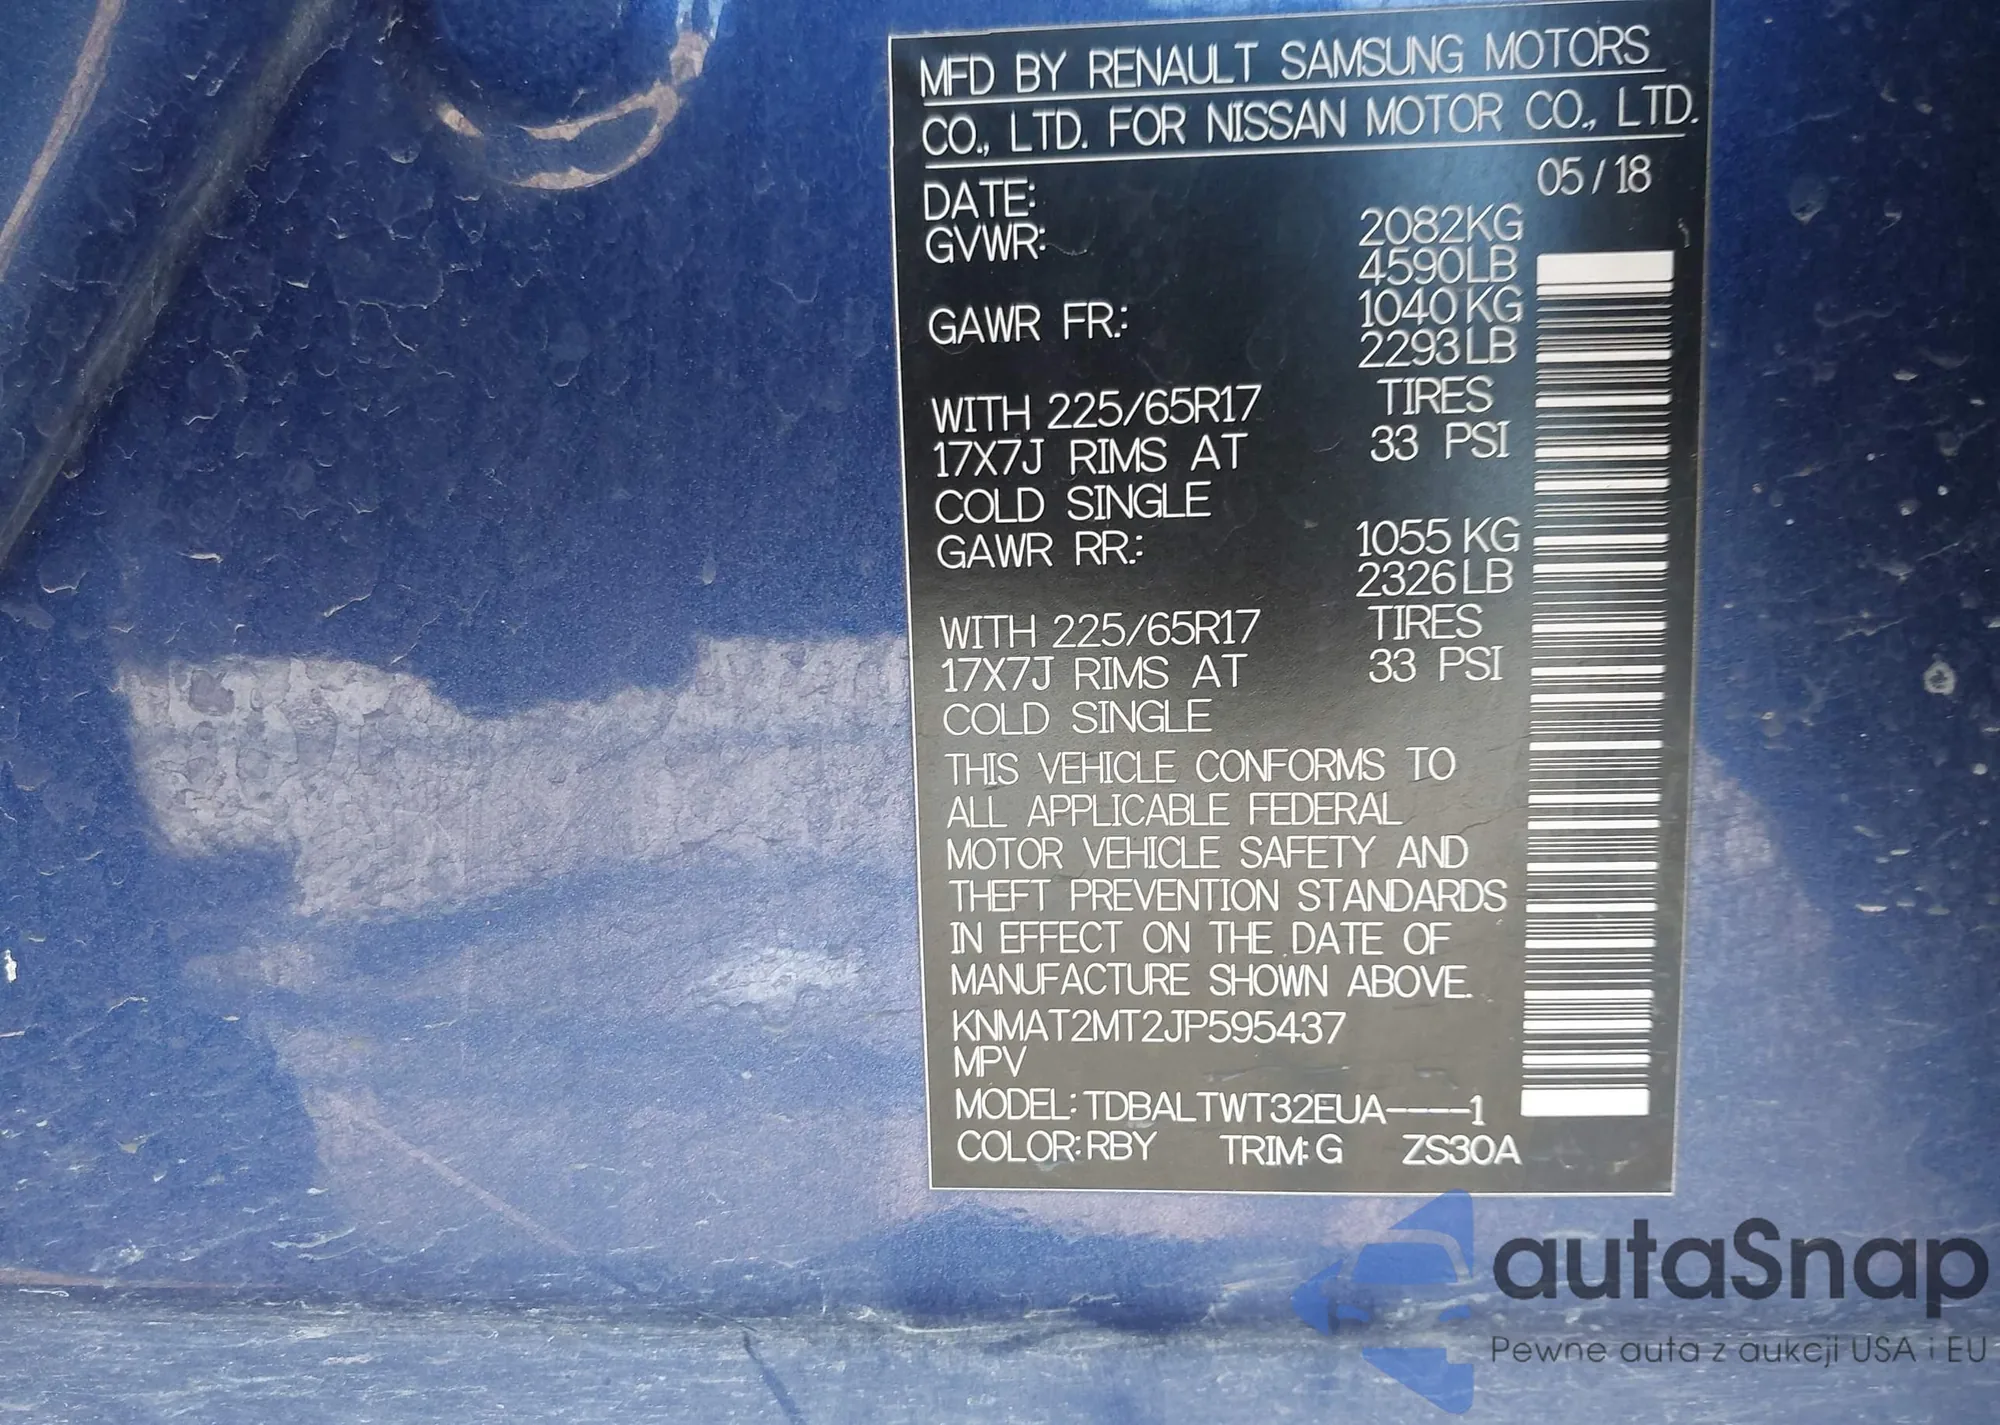 MFD BY RENAULT SAMSUNG MOTORS
CO., LTD. FOR NISSAN MOTOR CO., LTD.
DATE: 05/18
GVWR: 2082KG
4590LB
GAWR FR.: 1040KG
2293LB
WITH 225/65R17 TIRES
17X7J RIMS AT 33 PSI
COLD SINGLE
GAWR RR.: 1055 KG
2326LB
WITH 225/65R17 TIRES
17X7J RIMS AT 33 PSI
COLD SINGLE
THIS VEHICLE CONFORMS TO
ALL APPLICABLE FEDERAL
MOTOR VEHICLE SAFETY AND
THEFT PREVENTION STANDARDS
IN EFFECT ON THE DATE OF
MANUFACTURE SHOWN ABOVE.
KNMAT2MT2JP595437
MPV
MODEL: TDBALTWT32EUA----1
COLOR: RBY TRIM: G ZS30A
autaSnap
Pewne auta z aukcji USA i EU